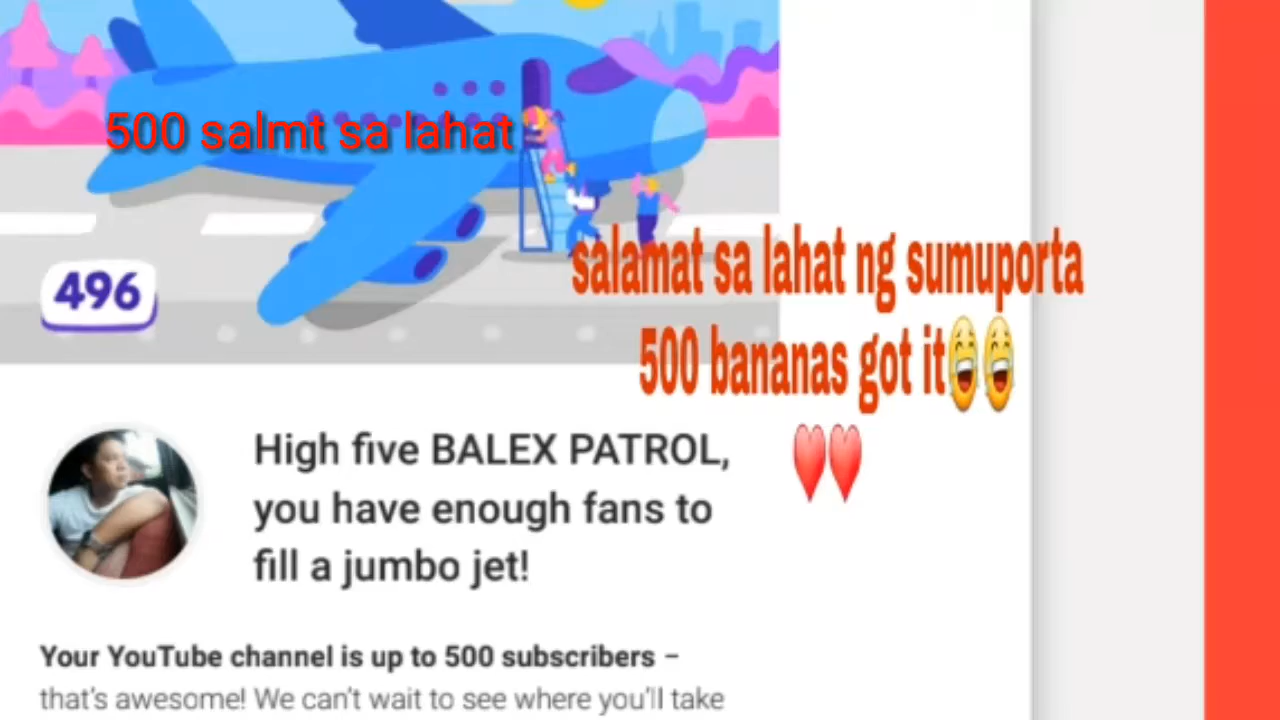 500 salmt sa lahat
salamat sa lahat ng sumuporta
500 bananas got it😅😅
♥♥
496
High five BALEX PATROL,
you have enough fans to
fill a jumbo jet!
Your YouTube channel is up to 500 subscribers –
that's awesome! We can't wait to see where you'll take